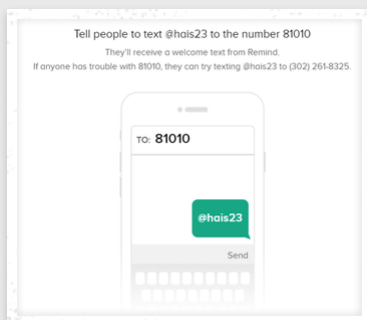 Tell people to text @hais23 to the number 81010
They'll receive a welcome text from Remind.
If anyone has trouble with 81010, they can try texting @hais23 to (302) 261-8325.
TO: 81010
@hais23
Send